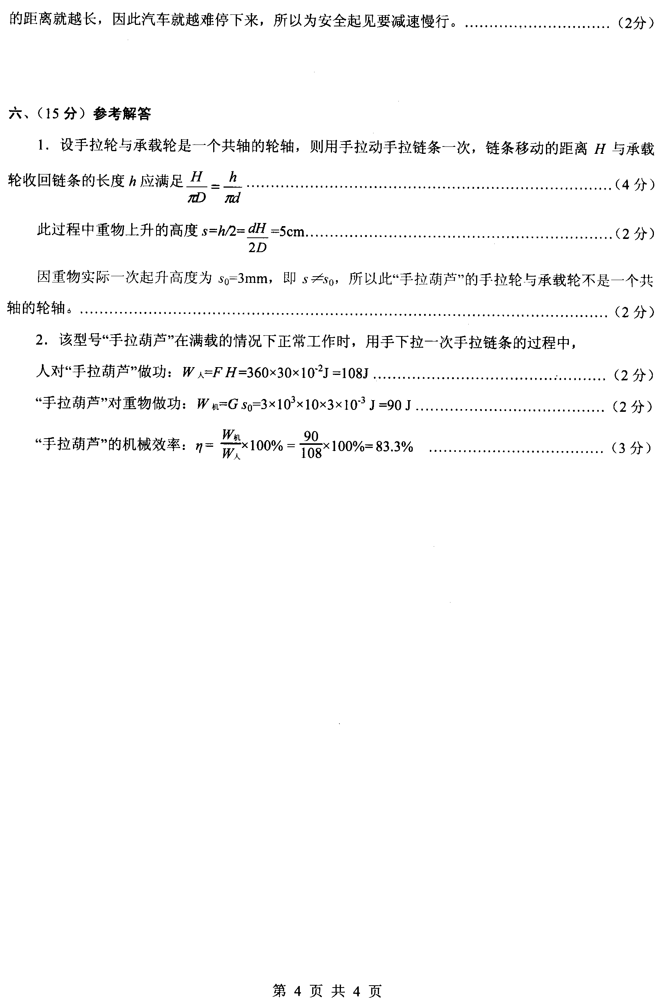 的距离就越长，因此汽车就越难停下来，所以为安全起见要减速慢行。..............................（2分）
六、（15 分）参考解答
1．设手拉轮与承载轮是一个共轴的轮轴，则用手拉动手拉链条一次，链条移动的距离 H 与承载
轮收回链条的长度 h 应满足 H/πD = h/πd ..............................（4 分）
此过程中重物上升的高度 s=h/2= dH/2D =5cm..............................（2 分）
因重物实际一次起升高度为 s₀=3mm，即 s≠s₀，所以此“手拉葫芦”的手拉轮与承载轮不是一个共
轴的轮轴。..............................（2 分）
2．该型号“手拉葫芦”在满载的情况下正常工作时，用手下拉一次手拉链条的过程中，
人对“手拉葫芦”做功：W人=F H=360×30×10⁻²J =108J ..............................（2 分）
“手拉葫芦”对重物做功：W机=G s₀=3×10³×10×3×10⁻³ J =90 J ..............................（2 分）
“手拉葫芦”的机械效率：η= W机/W人×100% = 90/108×100%= 83.3% ..............................（3 分）
第 4 页 共 4 页